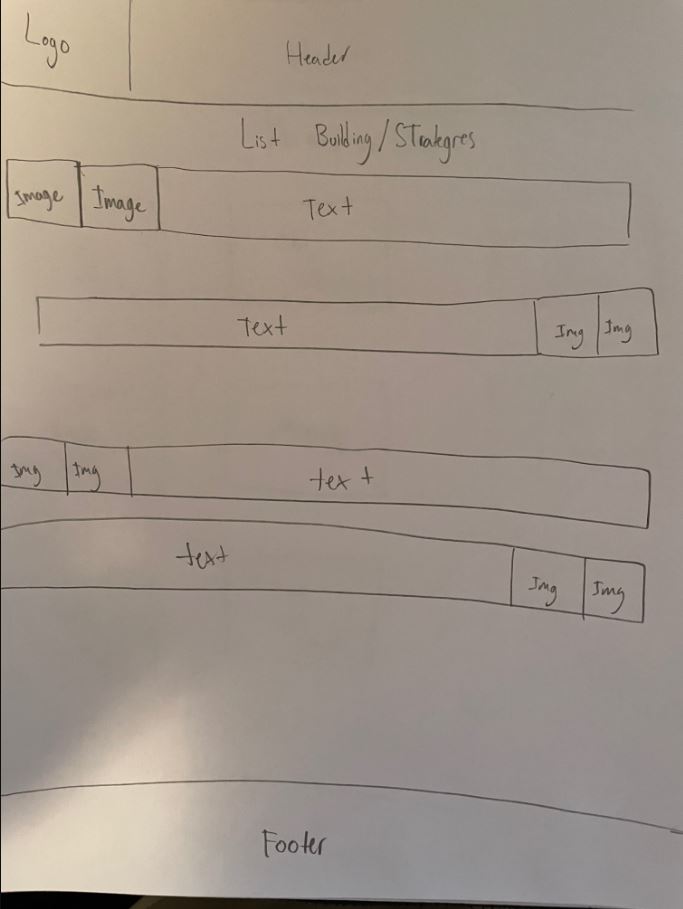 Logo
Header
List Building/Strategres
Image Image Text
Text Img Img
Img Img text
text Img Img
Footer